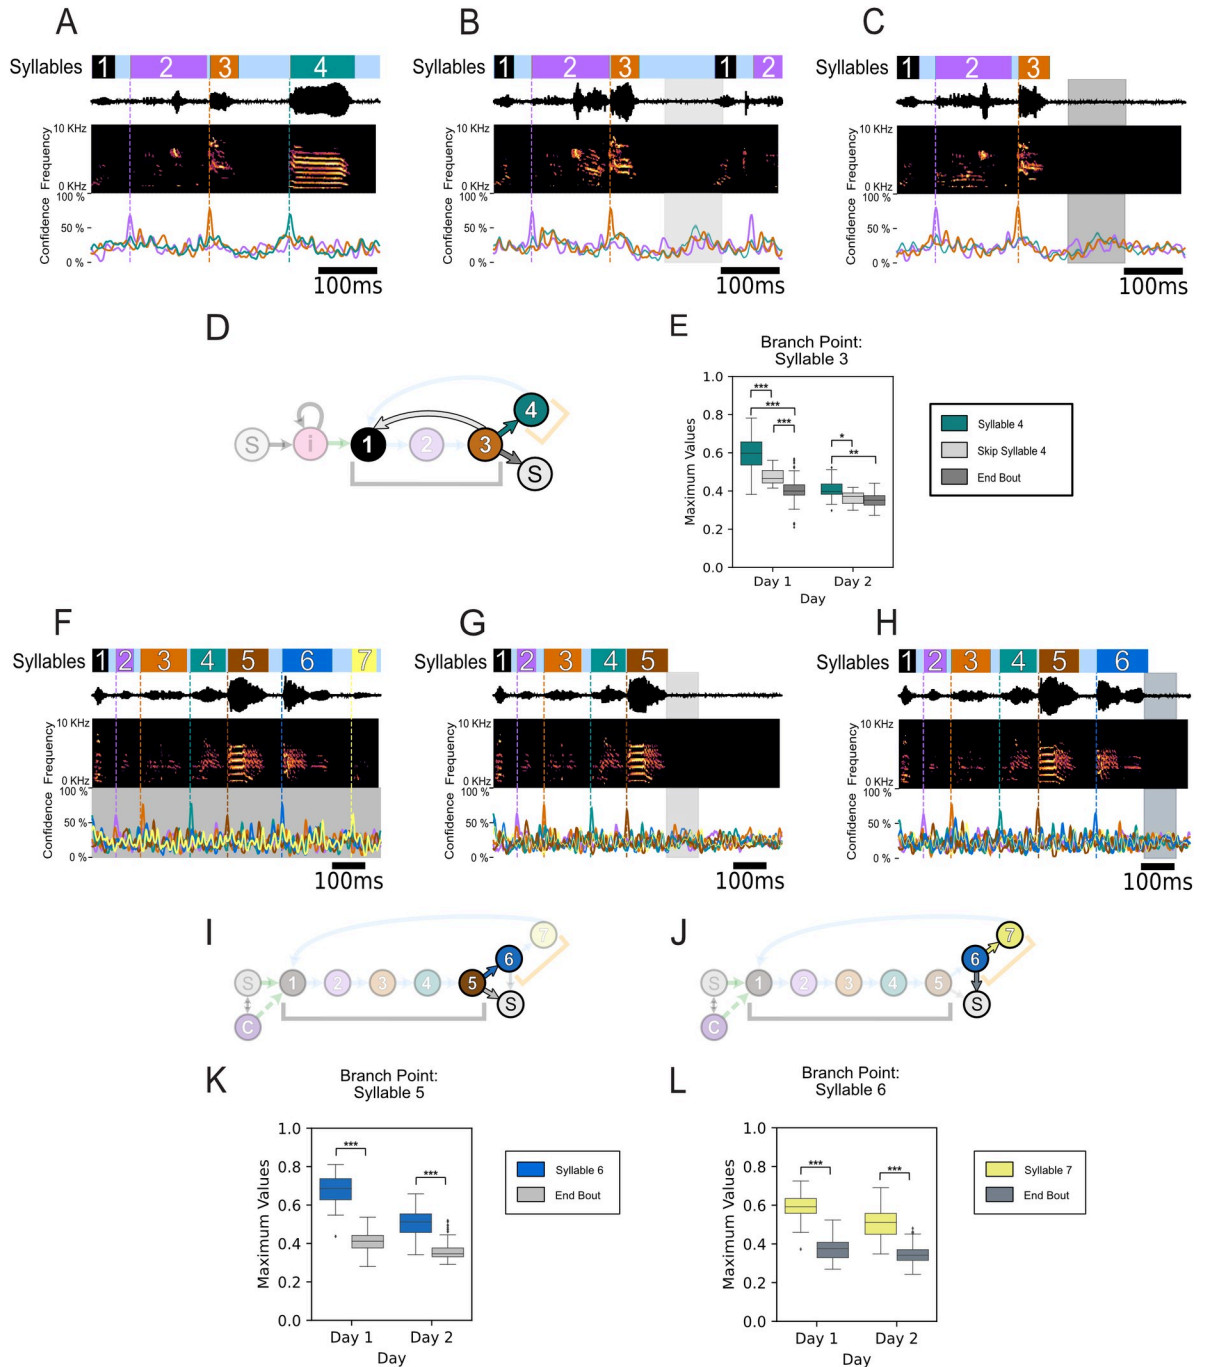 A
B
C
Syllables 1 2 3 4
Syllables 1 2 3 1 2
Syllables 1 2 3
10 KHz
Frequency
0 KHz
100 %
Confidence
50 %
0 %
100ms
10 KHz
Frequency
0 KHz
100 %
Confidence
50 %
0 %
100ms
10 KHz
Frequency
0 KHz
100 %
Confidence
50 %
0 %
100ms
D
S i 1 2 3 4 S
E
Branch Point:
Syllable 3
1.0
0.8
0.6
0.4
0.2
0.0
Maximum Values
***
***
***
*
**
Day 1 Day 2
Day
Syllable 4
Skip Syllable 4
End Bout
F
G
H
Syllables 1 2 3 4 5 6 7
Syllables 1 2 3 4 5
Syllables 1 2 3 4 5 6
10 KHz
Frequency
0 KHz
100 %
Confidence
50 %
0 %
100ms
10 KHz
Frequency
0 KHz
100 %
Confidence
50 %
0 %
100ms
10 KHz
Frequency
0 KHz
100 %
Confidence
50 %
0 %
100ms
I
S C 1 2 3 4 5 6 7 S
J
S C 1 2 3 4 5 6 7 S
K
Branch Point:
Syllable 5
1.0
0.8
0.6
0.4
0.2
0.0
Maximum Values
***
***
Day 1 Day 2
Day
Syllable 6
End Bout
L
Branch Point:
Syllable 6
1.0
0.8
0.6
0.4
0.2
0.0
Maximum Values
***
***
Day 1 Day 2
Day
Syllable 7
End Bout